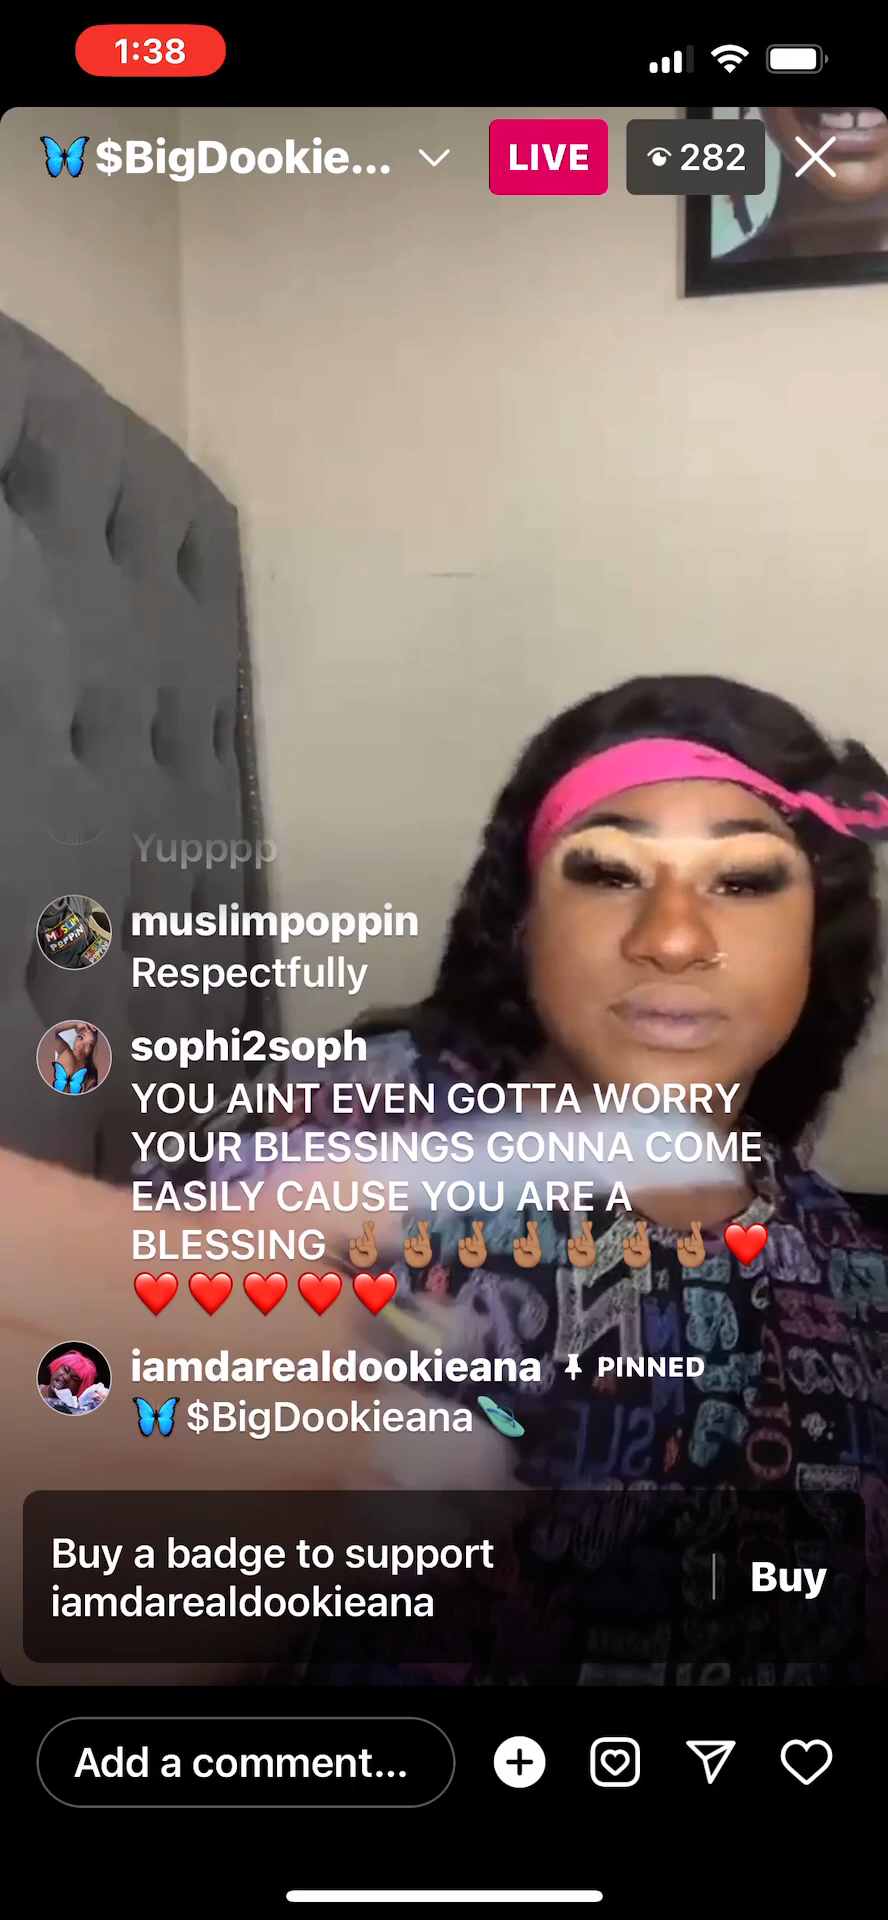 1:38
🦋$BigDookie...
LIVE
282
Yupppp
muslimpoppin
Respectfully
sophi2soph
YOU AINT EVEN GOTTA WORRY
YOUR BLESSINGS GONNA COME
EASILY CAUSE YOU ARE A
BLESSING 🤞🏽🤞🏽🤞🏽🤞🏽🤞🏽🤞🏽🤞🏽❤️
❤️❤️❤️❤️❤️
iamdarealdookieana PINNED
🦋$BigDookieana🩴
Buy a badge to support
iamdarealdookieana
Buy
Add a comment...